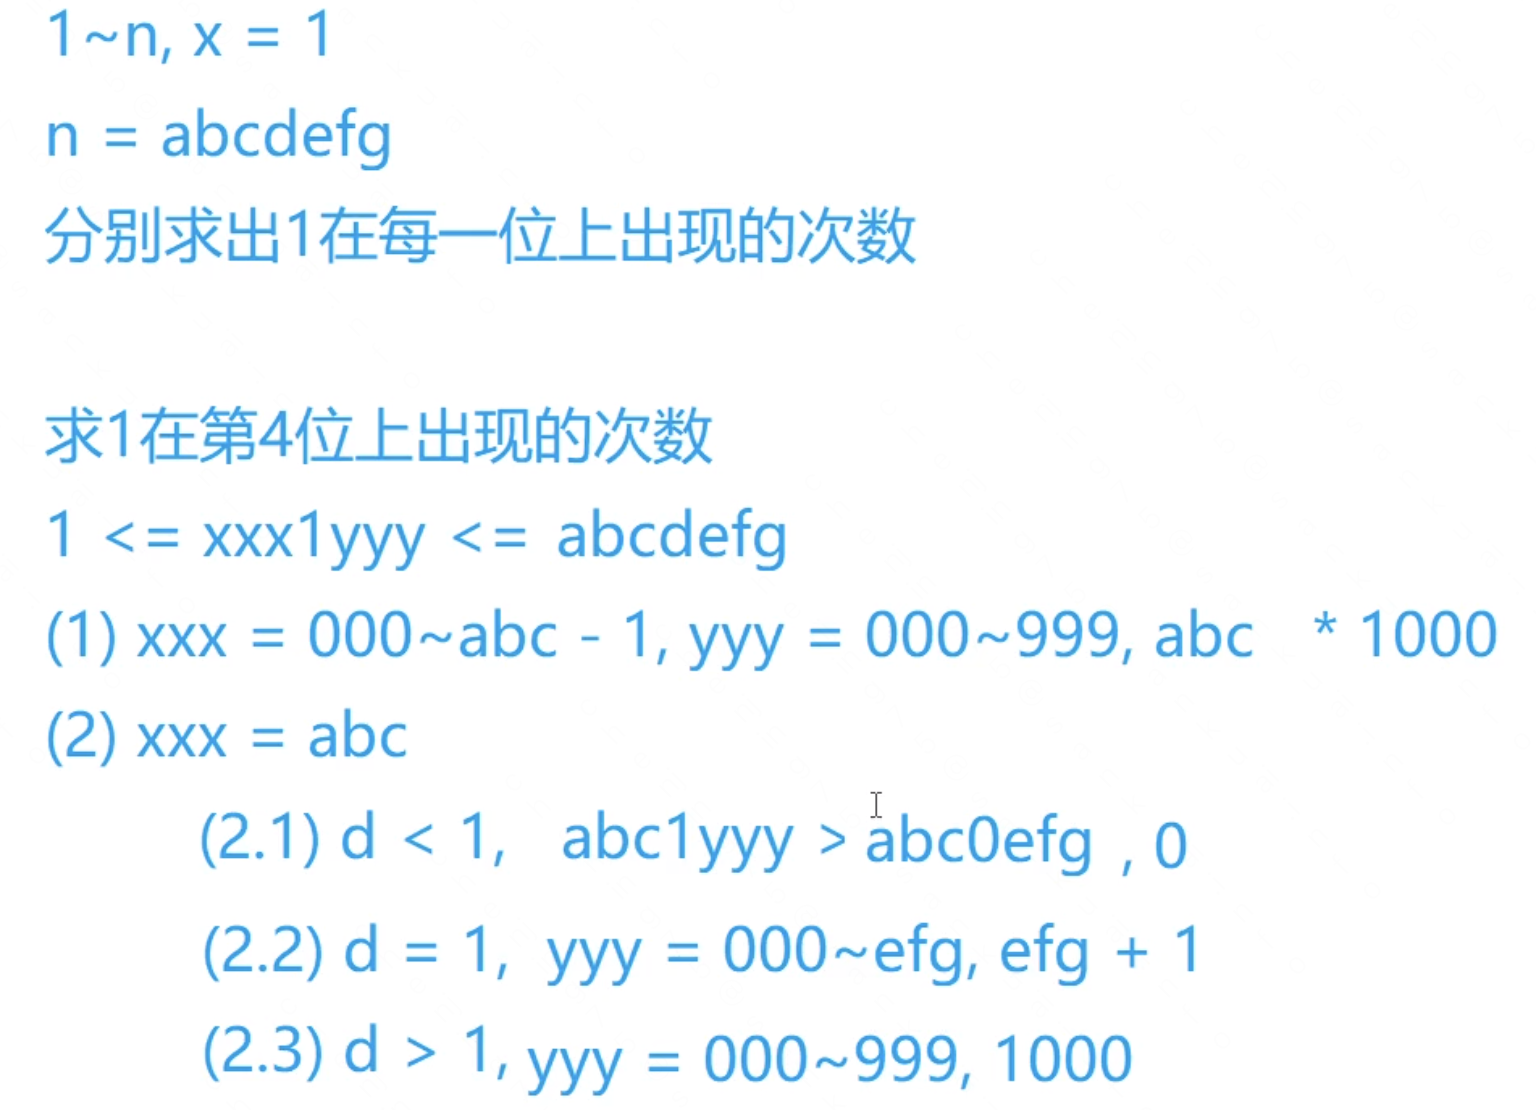 1~n, x = 1
n = abcdefg
分别求出1在每一位上出现的次数
求1在第4位上出现的次数
1 <= xxx1yyy <= abcdefg
(1) xxx = 000~abc - 1, yyy = 000~999, abc * 1000
(2) xxx = abc
(2.1) d < 1, abc1yyy > abc0efg , 0
(2.2) d = 1, yyy = 000~efg, efg + 1
(2.3) d > 1, yyy = 000~999, 1000